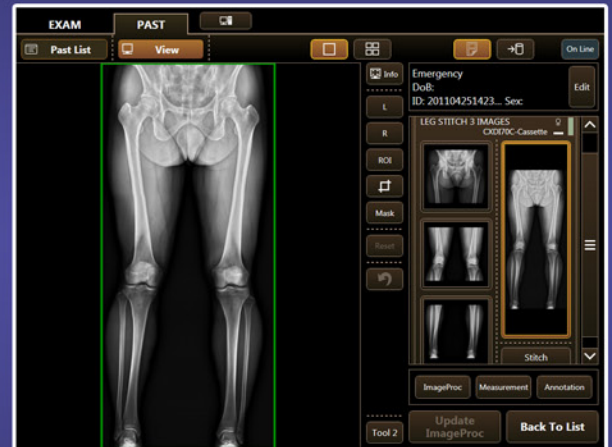 EXAM
PAST
Past List
View
On Line
Info
Emergency
DoB:
ID: 201104251423... Sex:
Edit
L
R
ROI
Mask
Reset
LEG STITCH 3 IMAGES
CXDI70C-Cassette
Stitch
ImageProc
Measurement
Annotation
Tool 2
Update
ImageProc
Back To List